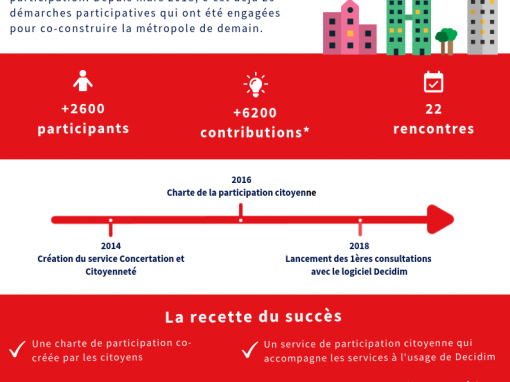 démarches participatives qui ont été engagées
pour co-construire la métropole de demain.
+2600
participants
+6200
contributions*
22
rencontres
2016
Charte de la participation citoyenne
2014
Création du service Concertation et
Citoyenneté
2018
Lancement des 1ères consultations
avec le logiciel Decidim
La recette du succès
Une charte de participation co-
créée par les citoyens
Un service de participation citoyenne qui
accompagne les services à l'usage de Decidim